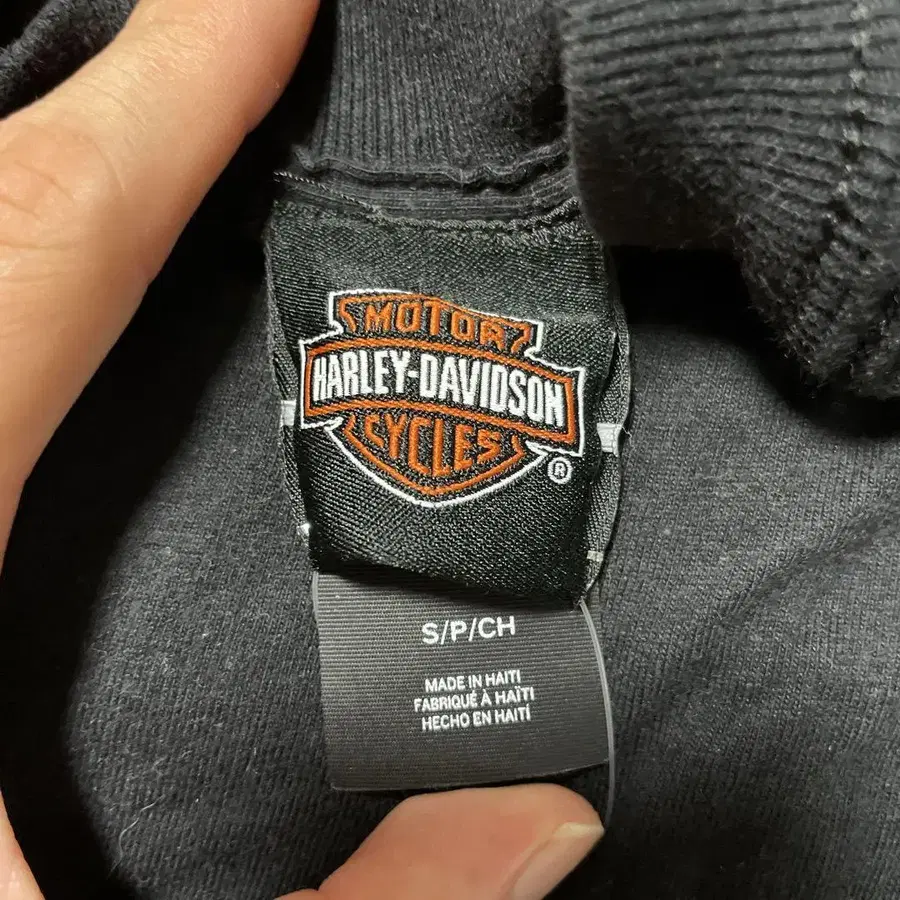 MOTOR
HARLEY-DAVIDSON
CYCLES
®
S/P/CH
MADE IN HAITI
FABRIQUÉ À HAÏTI
HECHO EN HAITÍ